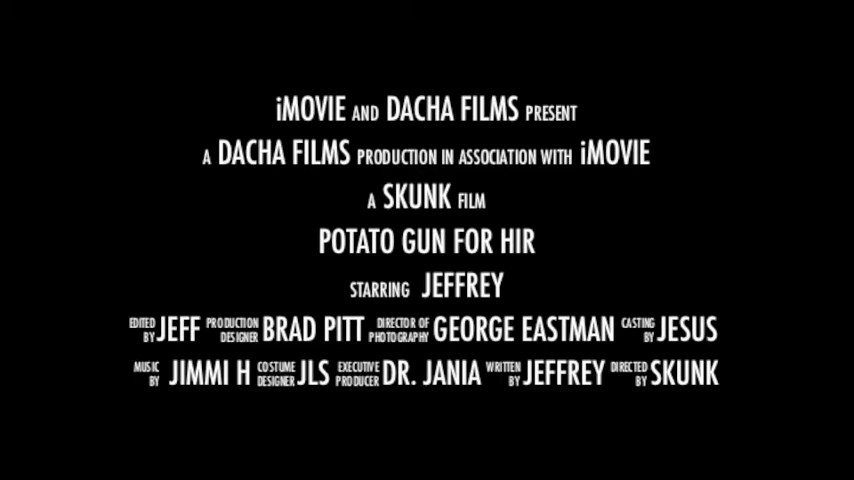 iMOVIE AND DACHA FILMS PRESENT
A DACHA FILMS PRODUCTION IN ASSOCIATION WITH iMOVIE
A SKUNK FILM
POTATO GUN FOR HIR
STARRING JEFFREY
EDITED BY JEFF PRODUCTION DESIGNER BRAD PITT DIRECTOR OF PHOTOGRAPHY GEORGE EASTMAN CASTING BY JESUS
MUSIC BY JIMMI H COSTUME DESIGNER JLS EXECUTIVE PRODUCER DR. JANIA WRITTEN BY JEFFREY DIRECTED BY SKUNK